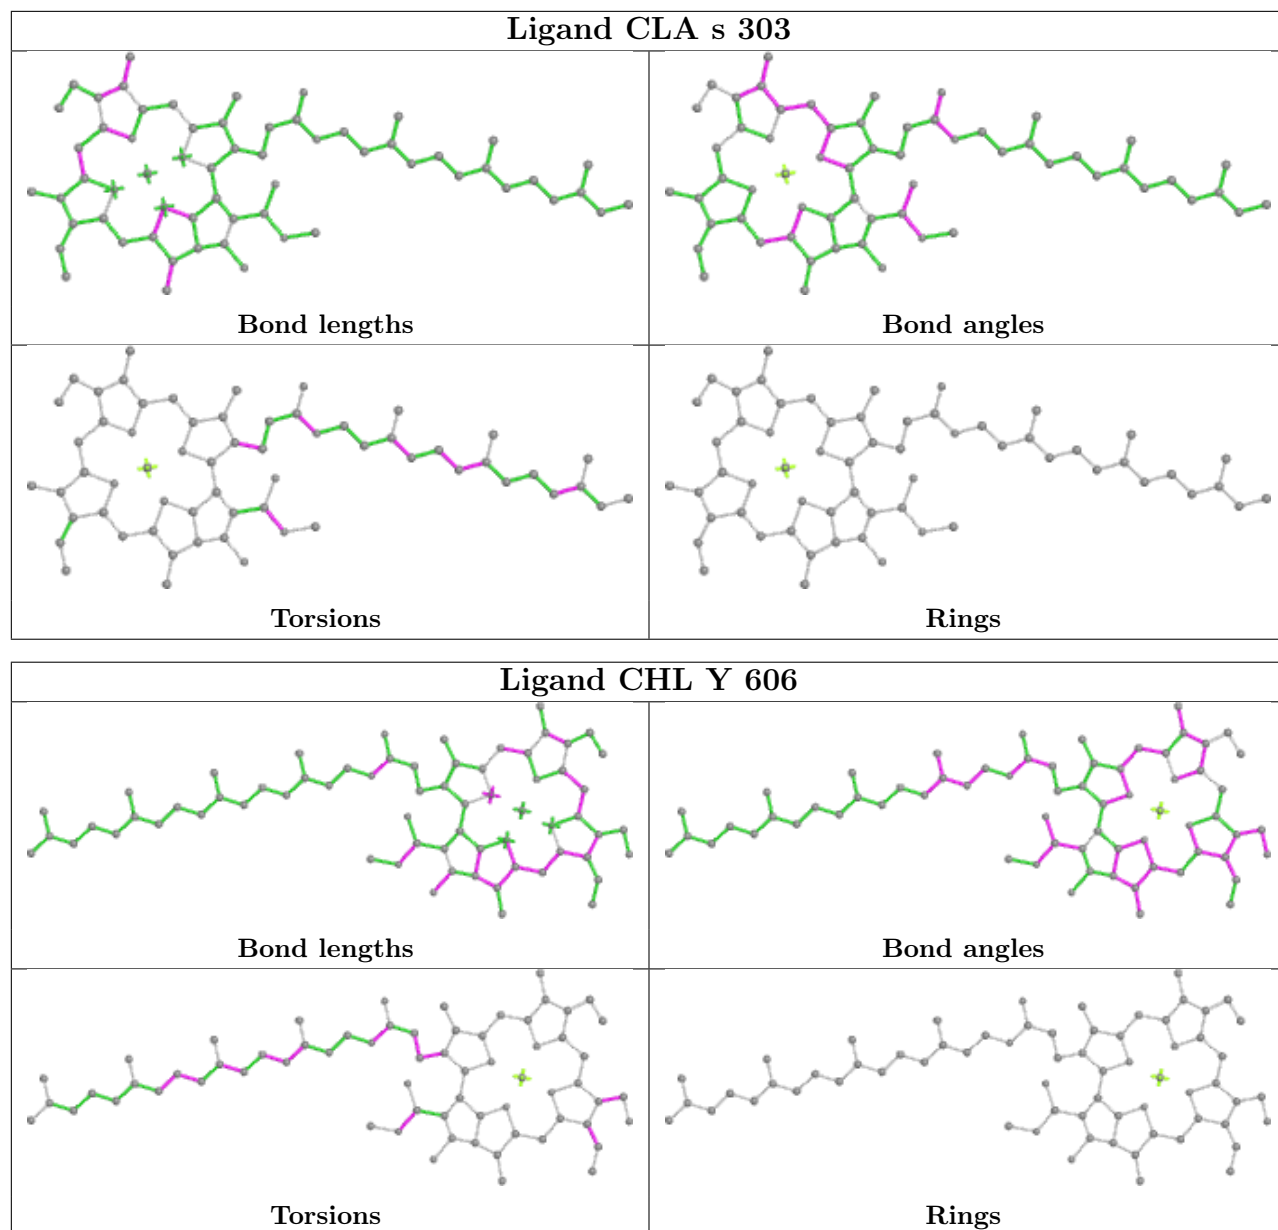 Ligand CLA s 303
Bond lengths
Bond angles
Torsions
Rings
Ligand CHL Y 606
Bond lengths
Bond angles
Torsions
Rings